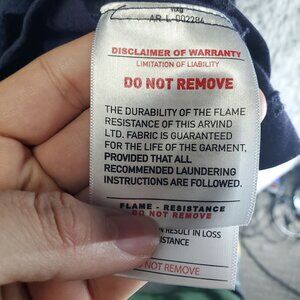 AR-L-002284
DISCLAIMER OF WARRANTY
LIMITATION OF LIABILITY
DO NOT REMOVE
THE DURABILITY OF THE FLAME
RESISTANCE OF THIS ARVIND
LTD. FABRIC IS GUARANTEED
FOR THE LIFE OF THE GARMENT,
PROVIDED THAT ALL
RECOMMENDED LAUNDERING
INSTRUCTIONS ARE FOLLOWED.
FLAME - RESISTANCE
DO NOT REMOVE
N RESULT IN LOSS
ISTANCE
NOT REMOVE